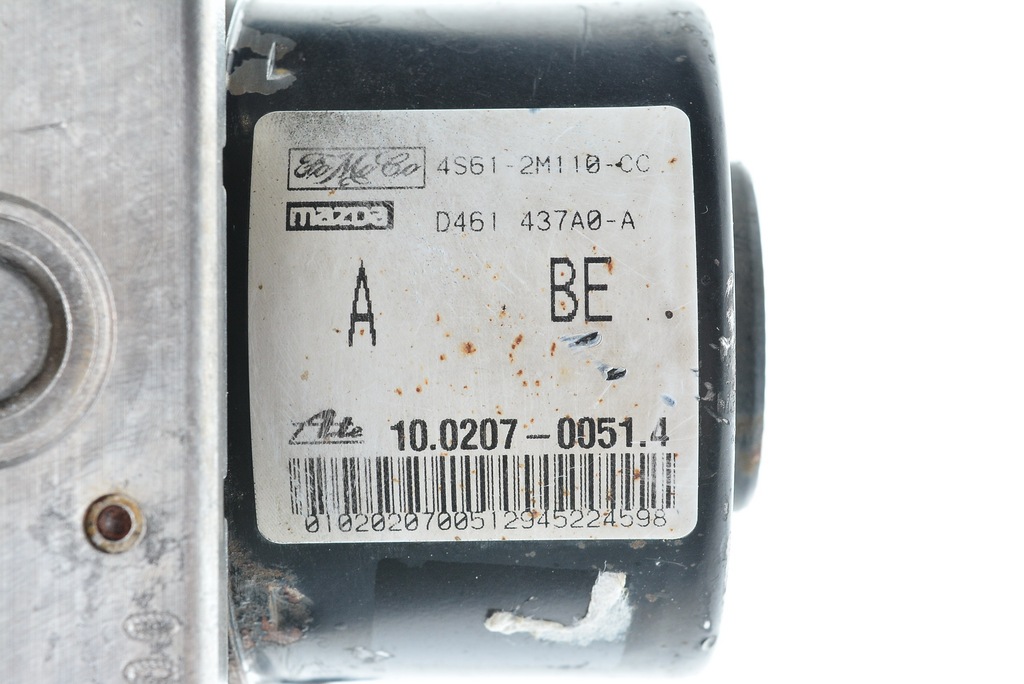 FoMoCo 4S61-2M110-CC
mazda D461 437A0-A
A BE
Ate 10.0207-0051.4
0102020700512945224598